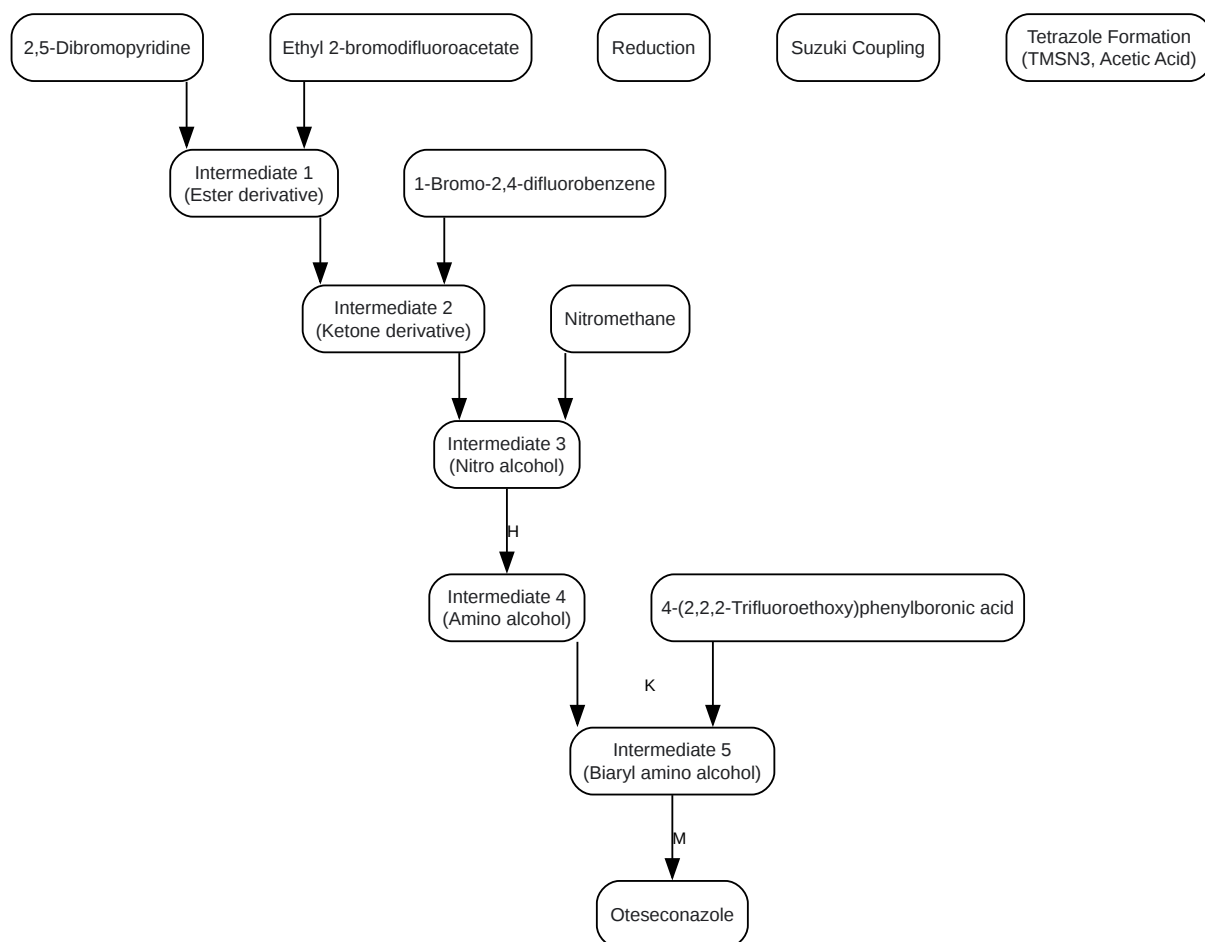 2,5-Dibromopyridine
Ethyl 2-bromodifluoroacetate
Reduction
Suzuki Coupling
Tetrazole Formation
(TMSN3, Acetic Acid)
Intermediate 1
(Ester derivative)
1-Bromo-2,4-difluorobenzene
Intermediate 2
(Ketone derivative)
Nitromethane
Intermediate 3
(Nitro alcohol)
H
Intermediate 4
(Amino alcohol)
4-(2,2,2-Trifluoroethoxy)phenylboronic acid
K
Intermediate 5
(Biaryl amino alcohol)
M
Oteseconazole